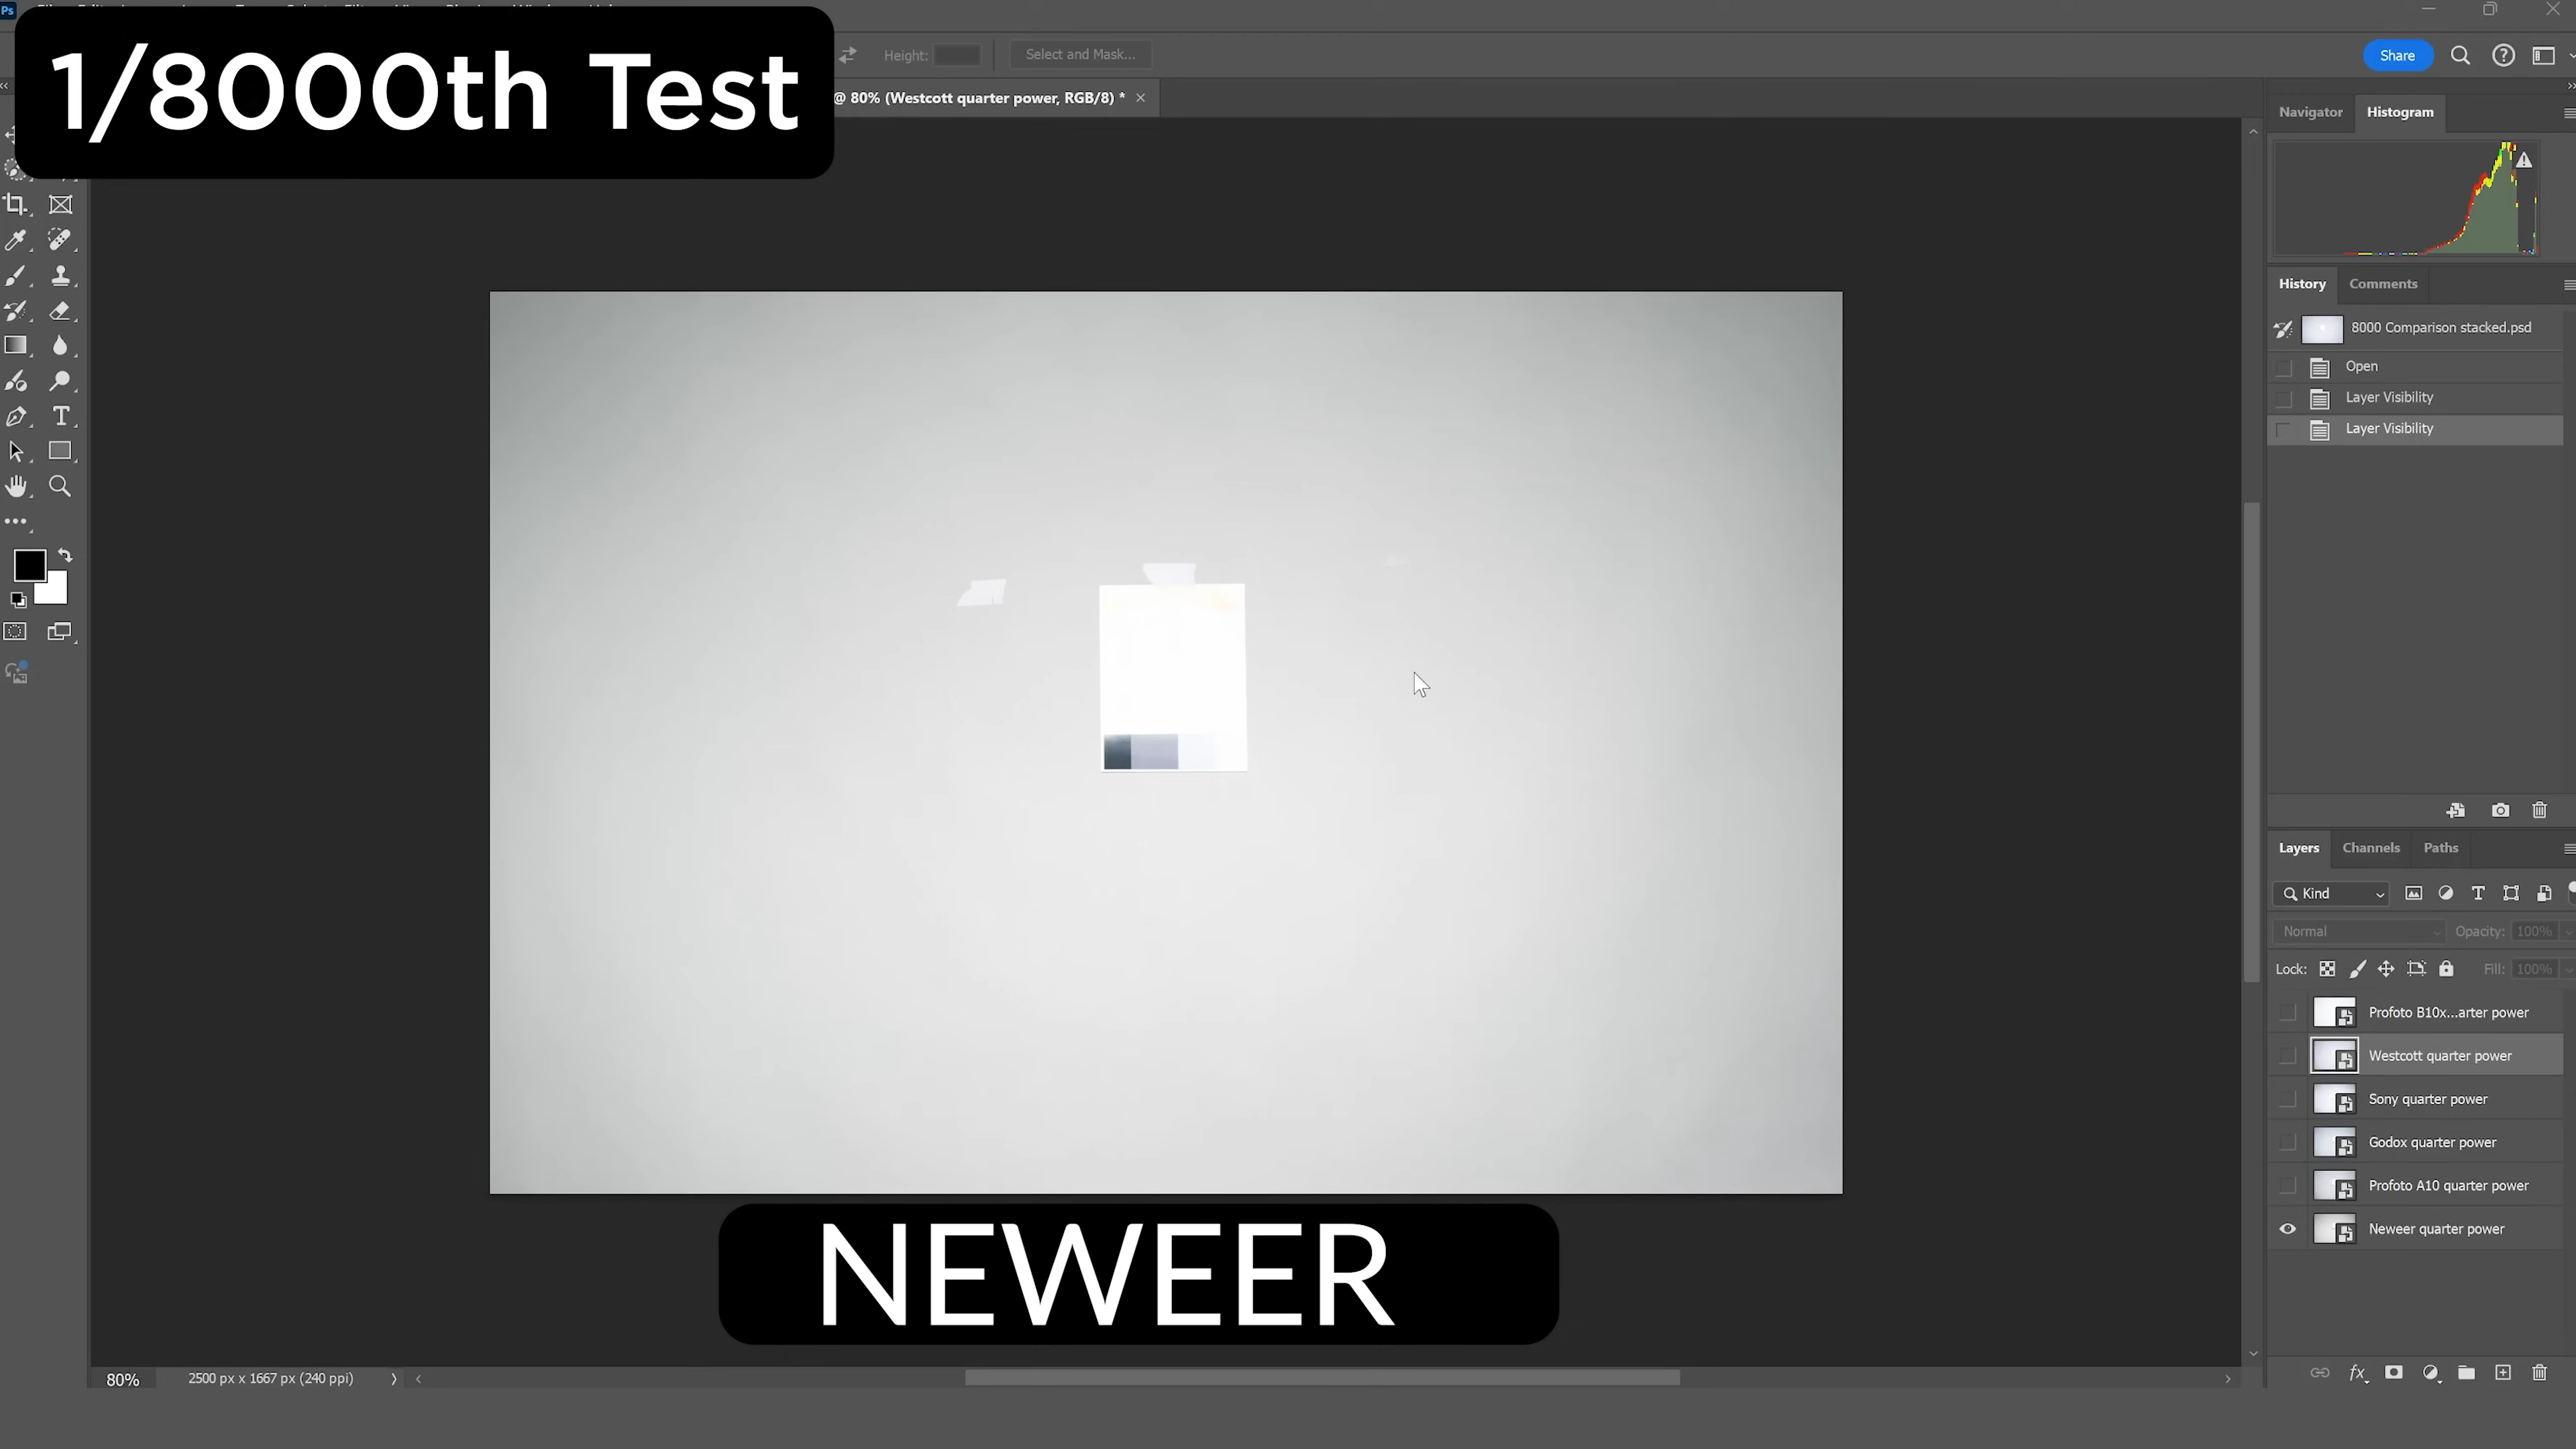 Ps
1/8000th Test
Height:
Select and Mask...
Share
@ 80% (Westcott quarter power, RGB/8) *
Navigator
Histogram
History
Comments
8000 Comparison stacked.psd
Open
Layer Visibility
Layer Visibility
Layers
Channels
Paths
Kind
Normal
Opacity: 100%
Lock:
Fill: 100%
Profoto B10x...arter power
Westcott quarter power
Sony quarter power
Godox quarter power
Profoto A10 quarter power
Neweer quarter power
NEWEER
80%
2500 px x 1667 px (240 ppi)